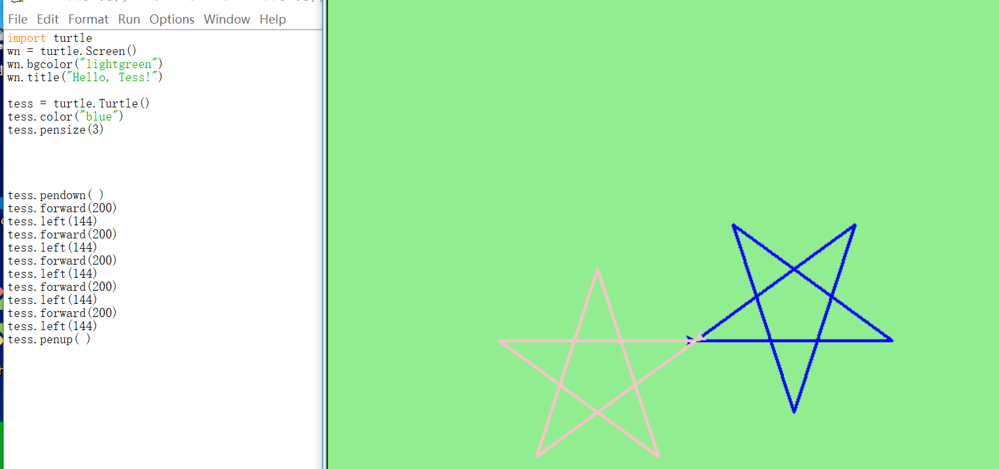 File Edit Format Run Options Window Help
import turtle
wn = turtle.Screen()
wn.bgcolor("lightgreen")
wn.title("Hello, Tess!")
tess = turtle.Turtle()
tess.color("blue")
tess.pensize(3)
tess.pendown( )
tess.forward(200)
tess.left(144)
tess.forward(200)
tess.left(144)
tess.forward(200)
tess.left(144)
tess.forward(200)
tess.left(144)
tess.forward(200)
tess.left(144)
tess.penup( )